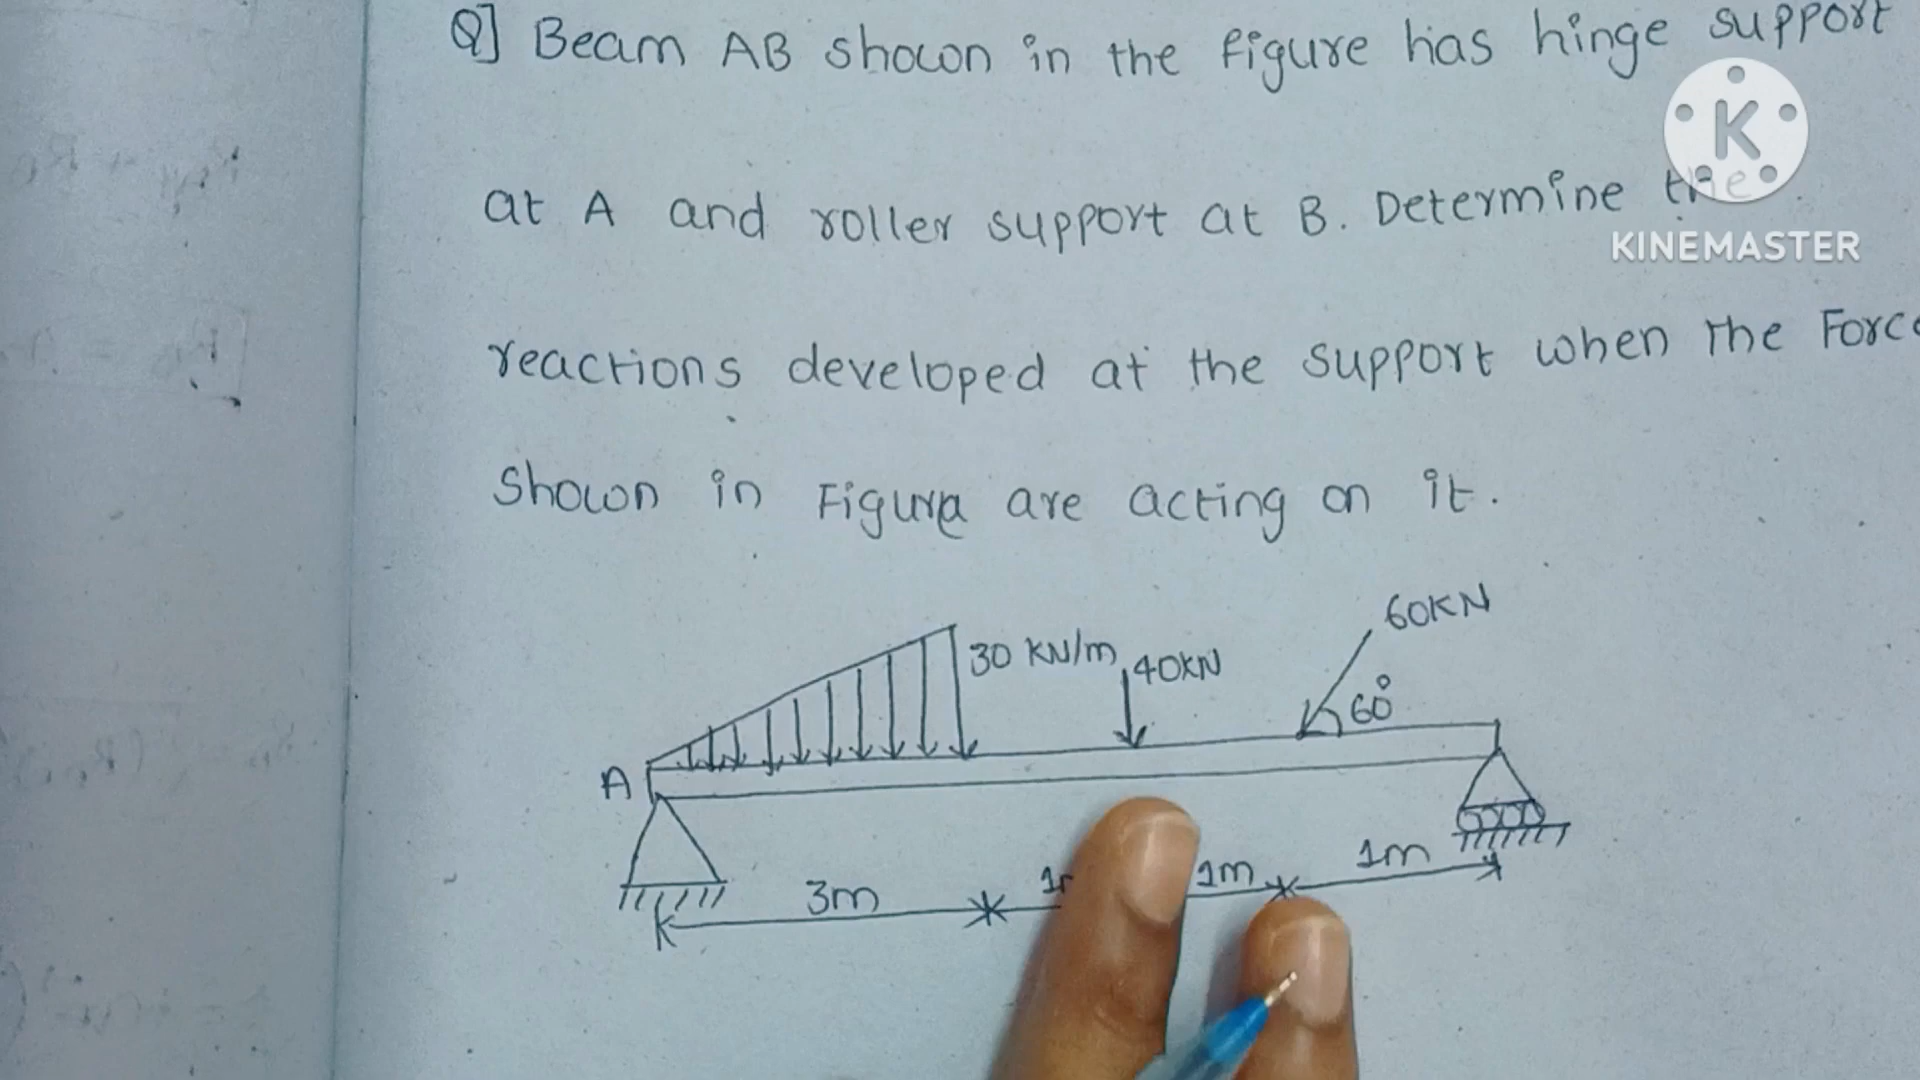 Q] Beam AB shown in the figure has hinge support
at A and roller support at B. Determine the
K
KINEMASTER
reactions developed at the support when the Force
shown in Figure are acting on it.
60KN
30 KN/m 40KN
60°
A
3m 1m 1m